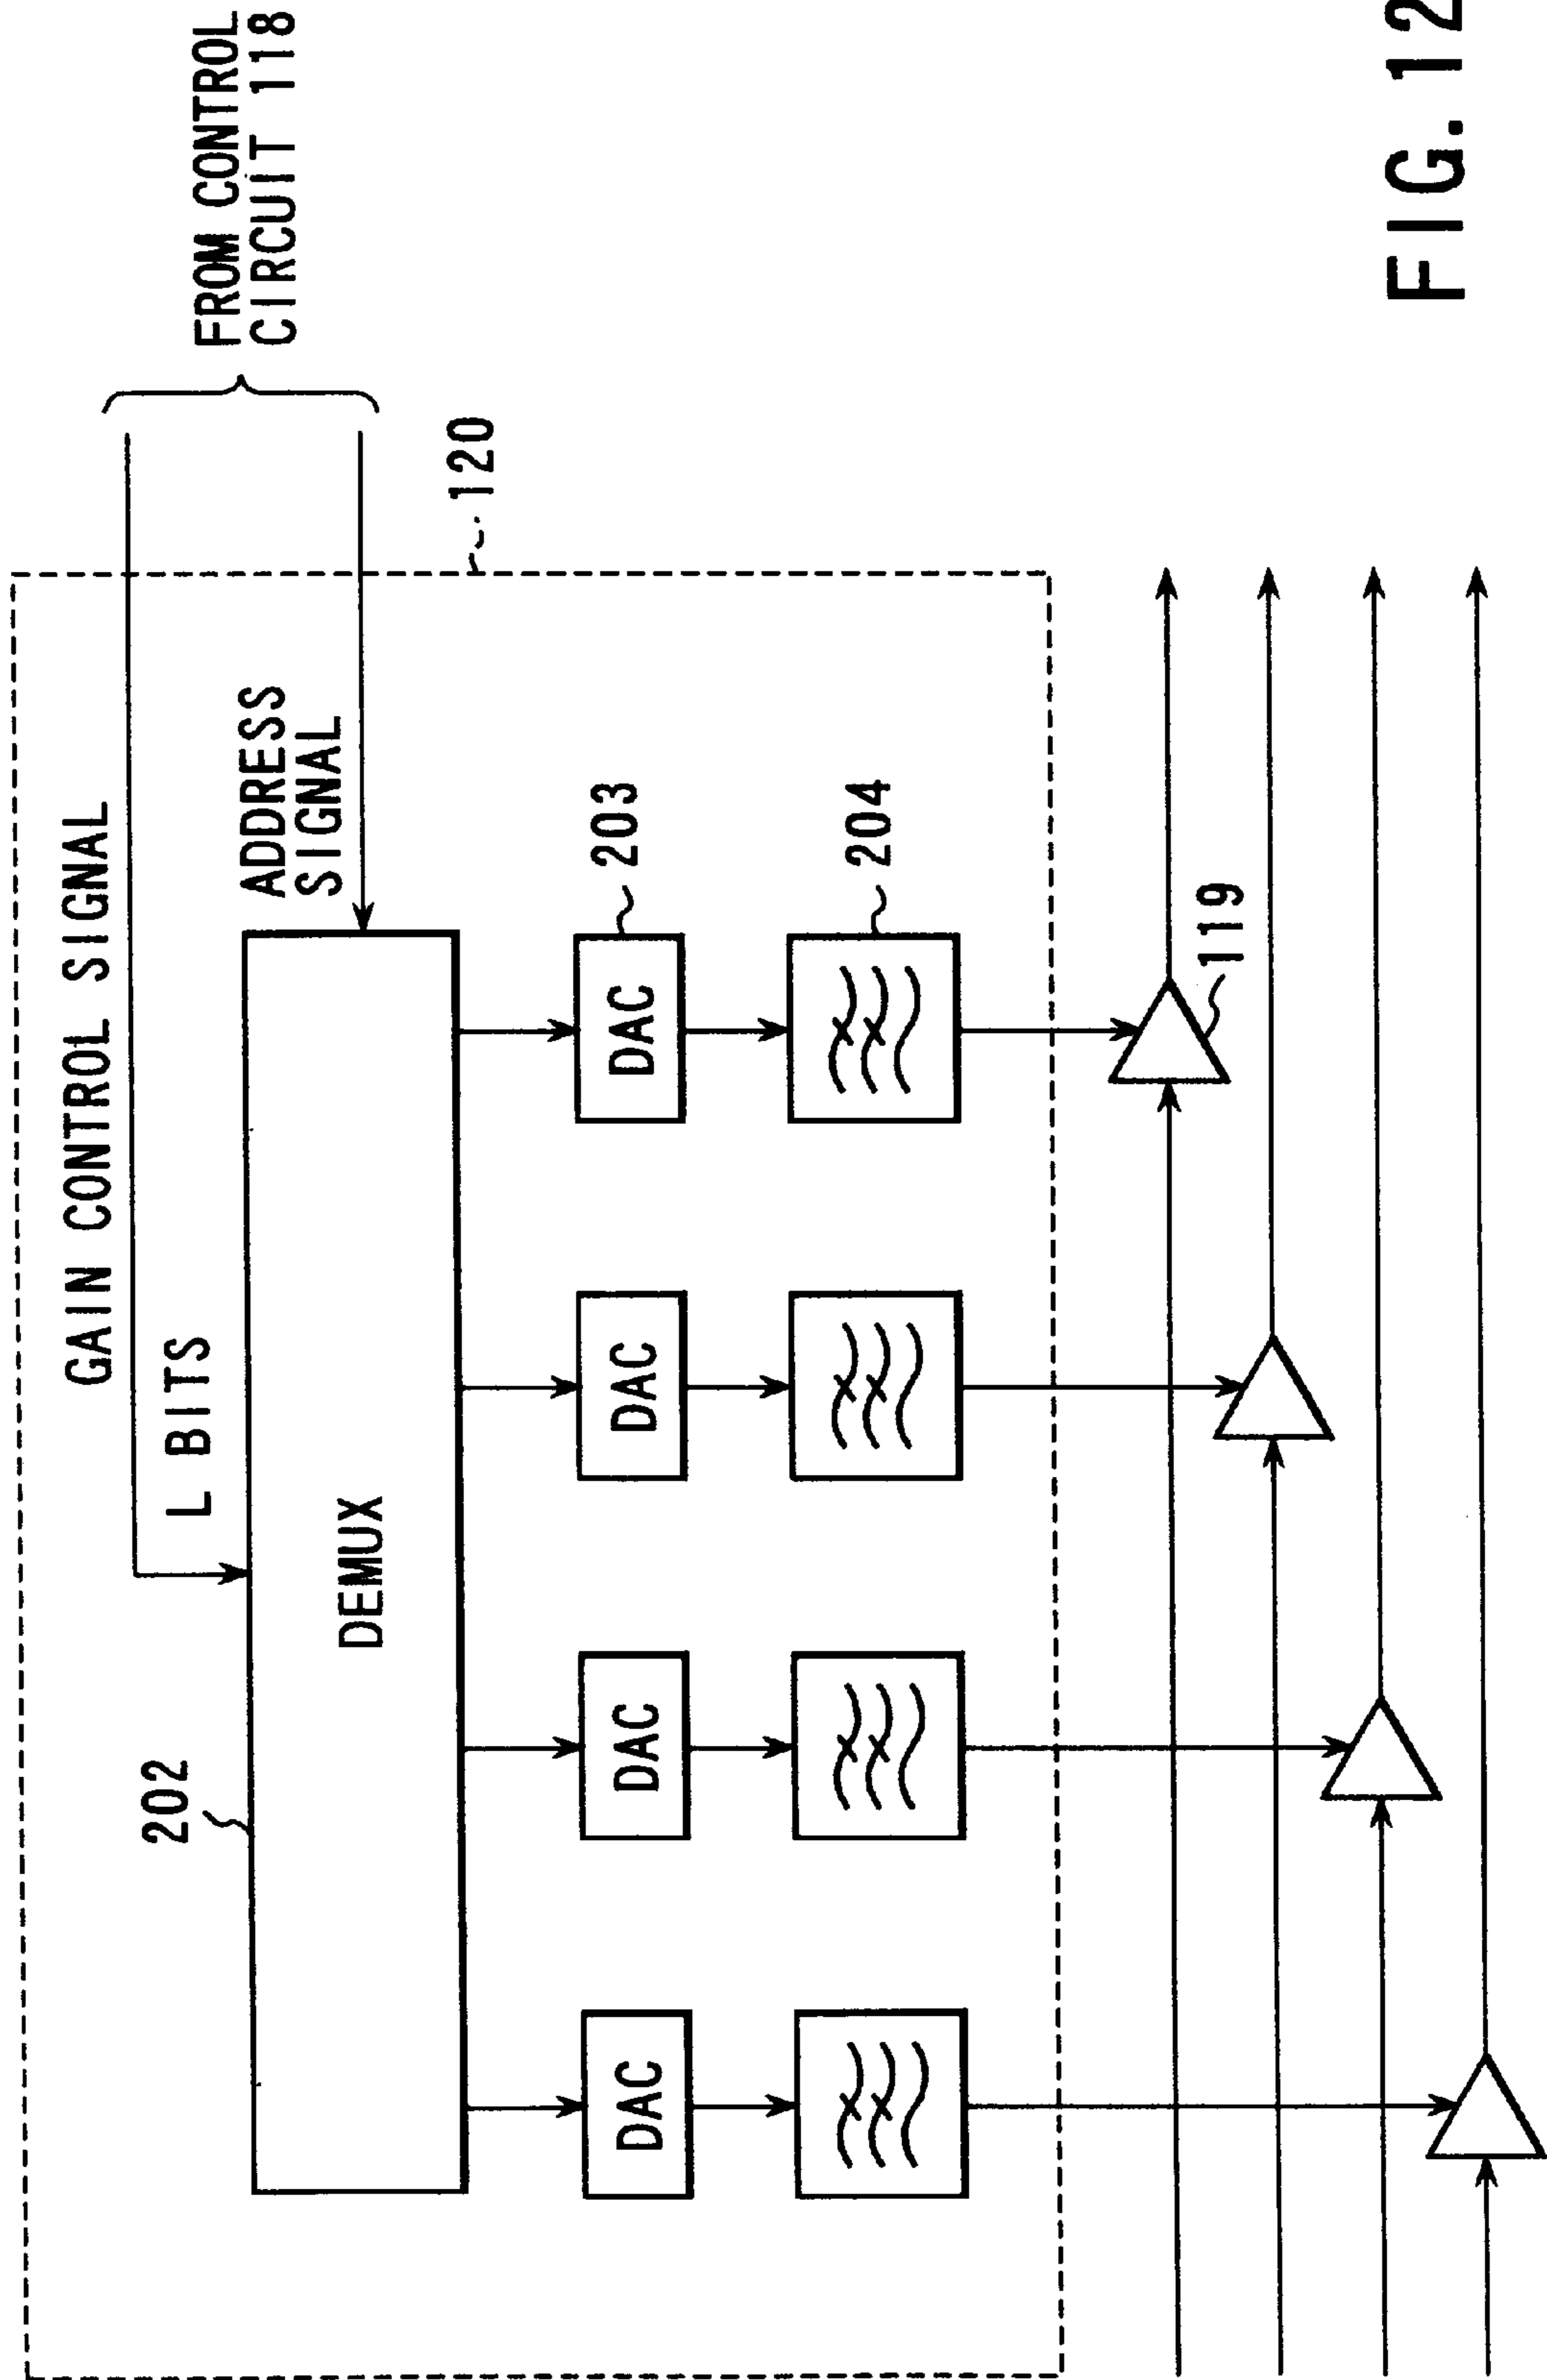 FROM CONTROL
CIRCUIT 118
120
GAIN CONTROL SIGNAL
L BITS
ADDRESS
SIGNAL
202
DEMUX
DAC
DAC
DAC
DAC
203
204
119
FIG. 12